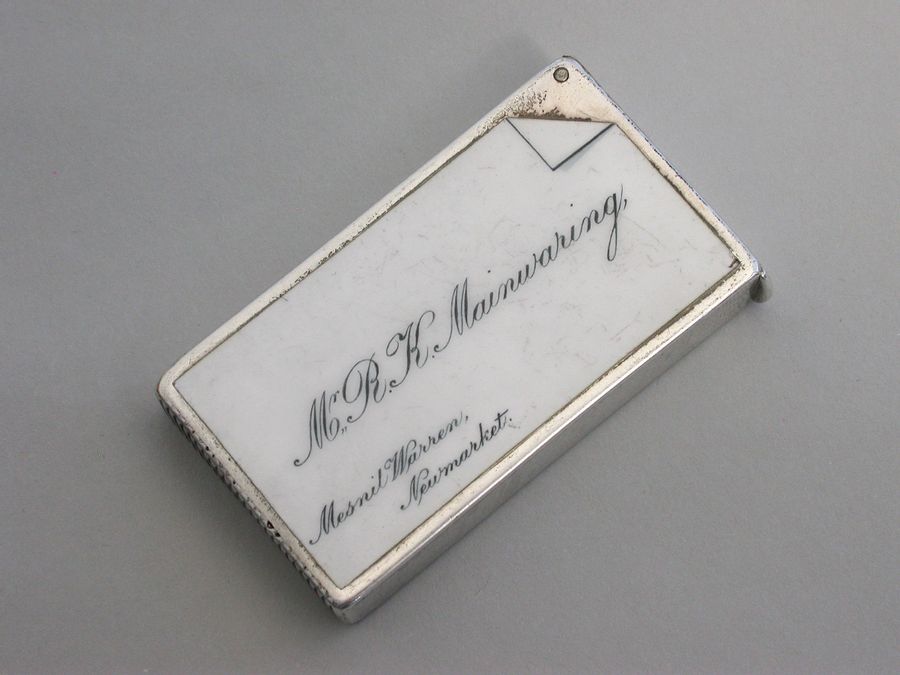 Mr. R. K. Mainwaring,
Mesnil Warren,
Newmarket.